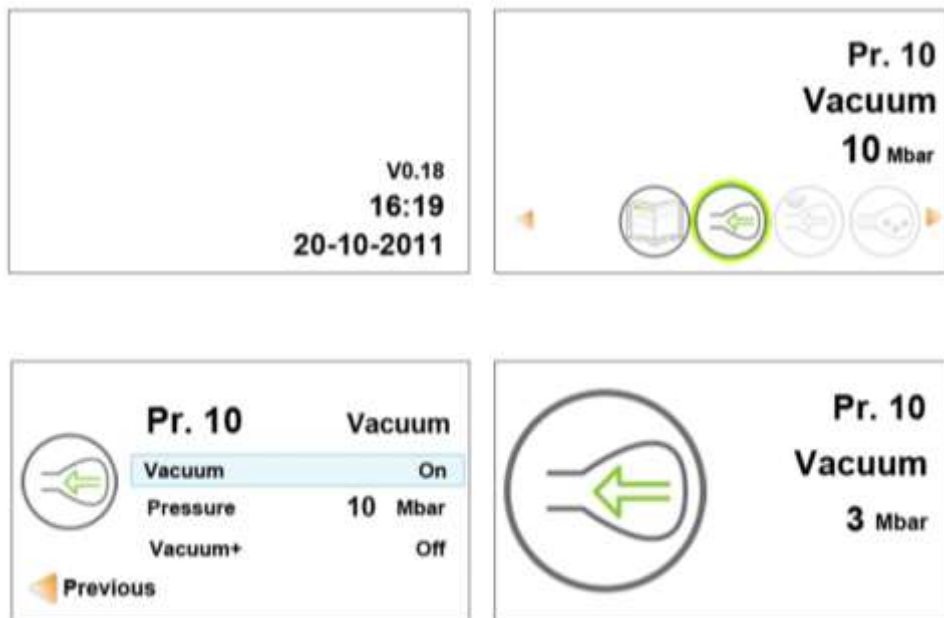 V0.18
16:19
20-10-2011
Pr. 10
Vacuum
10 Mbar
Pr. 10 Vacuum
Vacuum On
Pressure 10 Mbar
Vacuum+ Off
Previous
Pr. 10
Vacuum
3 Mbar